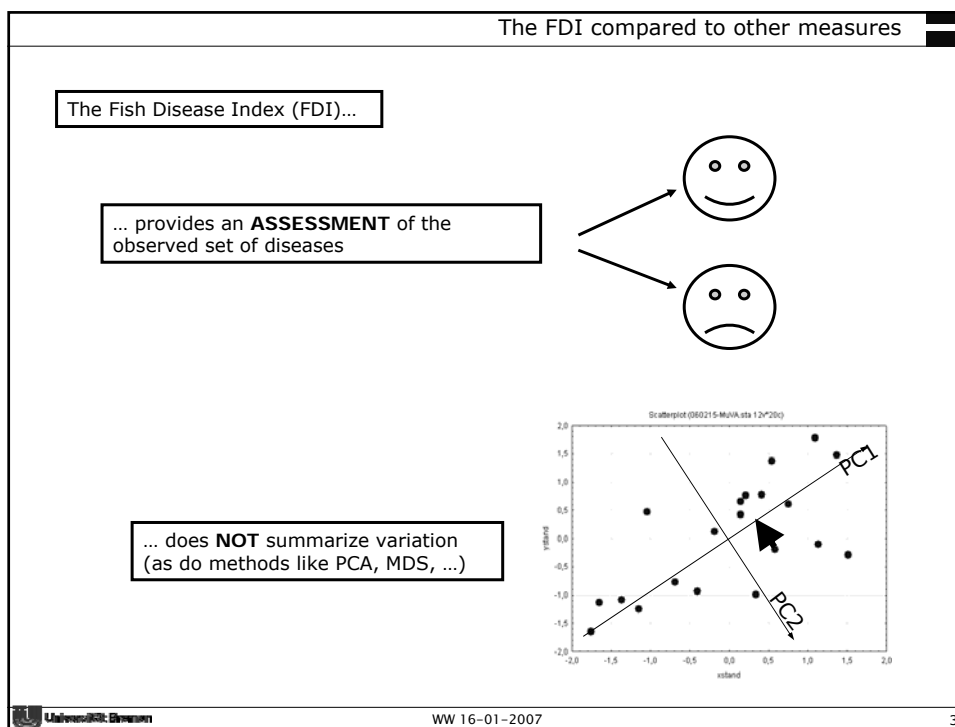 The FDI compared to other measures
The Fish Disease Index (FDI)…
… provides an ASSESSMENT of the
observed set of diseases
Scatterplot (060215-MuVA.sta 12v*20c)
2,0
1,5
1,0
0,5
0,0
-0,5
-1,0
-1,5
-2,0
ystand
PC1
PC2
-2,0 -1,5 -1,0 -0,5 0,0 0,5 1,0 1,5 2,0
xstand
… does NOT summarize variation
(as do methods like PCA, MDS, …)
Universität Bremen
WW 16-01-2007
3